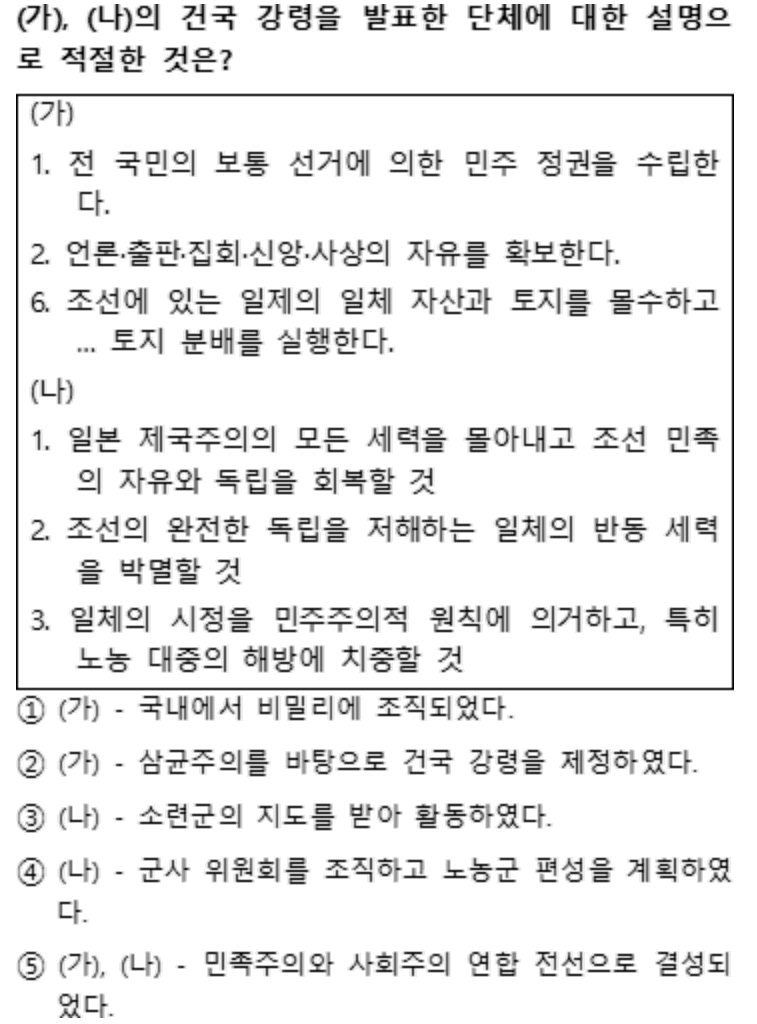 (가), (나)의 건국 강령을 발표한 단체에 대한 설명으
로 적절한 것은?
(가)
1. 전 국민의 보통 선거에 의한 민주 정권을 수립한
다.
2. 언론·출판·집회·신앙·사상의 자유를 확보한다.
6. 조선에 있는 일제의 일체 자산과 토지를 몰수하고
... 토지 분배를 실행한다.
(나)
1. 일본 제국주의의 모든 세력을 몰아내고 조선 민족
의 자유와 독립을 회복할 것
2. 조선의 완전한 독립을 저해하는 일체의 반동 세력
을 박멸할 것
3. 일체의 시정을 민주주의적 원칙에 의거하고, 특히
노농 대중의 해방에 치중할 것
① (가) - 국내에서 비밀리에 조직되었다.
② (가) - 삼균주의를 바탕으로 건국 강령을 제정하였다.
③ (나) - 소련군의 지도를 받아 활동하였다.
④ (나) - 군사 위원회를 조직하고 노농군 편성을 계획하였
다.
⑤ (가), (나) - 민족주의와 사회주의 연합 전선으로 결성되
었다.